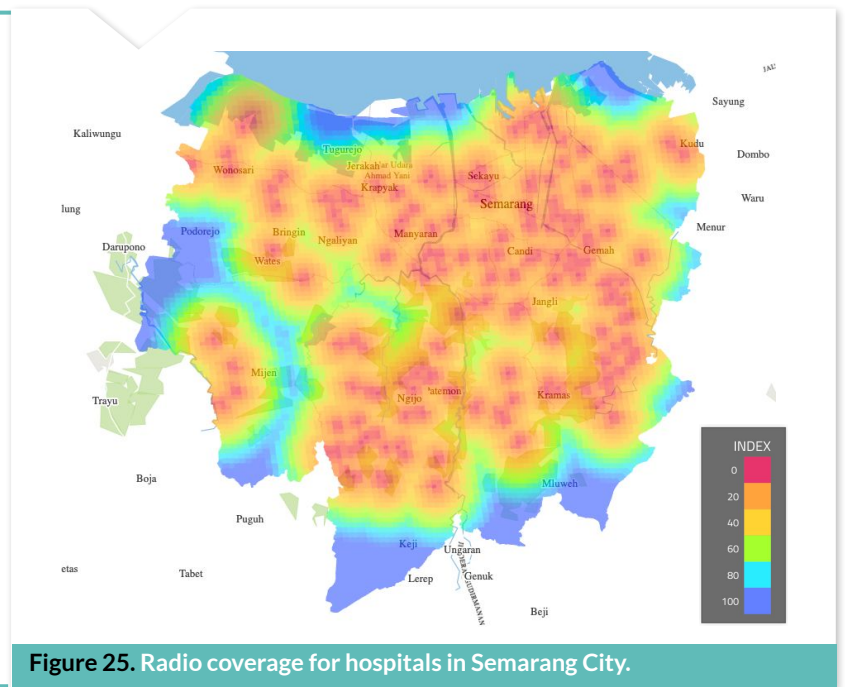 JAL
Sayung
Kaliwungu
Kudu
Tugurejo
Dombo
Jerakah
at Udara
Wonosari
Ahmad Yani
Sekayu
Krapyak
Waru
lung
Semarang
Menur
Podorejo
Bringin
Manyaran
Ngaliyan
Darupono
Candi
Gemah
Wates
Jangli
Mijen
atemon
Kramas
Ngijo
Trayu
INDEX
0
20
40
60
80
100
Boja
Mluweh
Puguh
Keji
Ungaran
etas
Tabet
Lerep
Genuk
Beji
Figure 25. Radio coverage for hospitals in Semarang City.